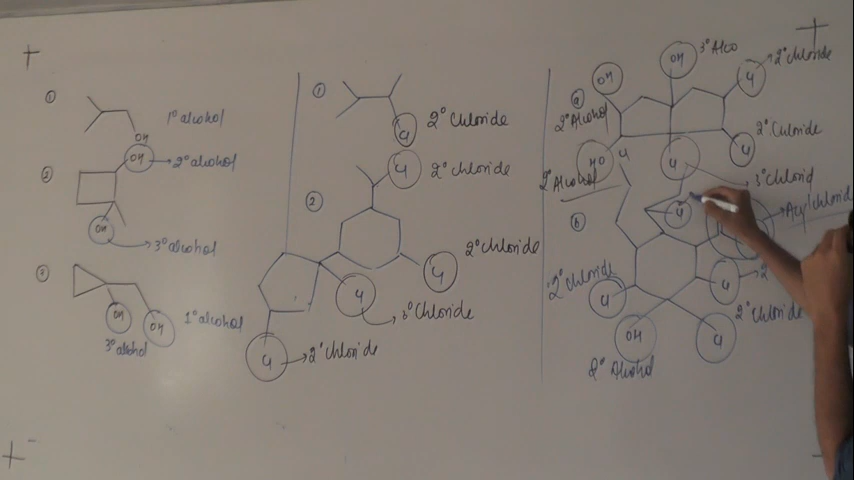 ①
OH
1° alcohol
②
OH
2° alcohol
OH
3° alcohol
③
OH
OH
3° alcohol
1° alcohol
①
Cl
2° Chloride
2
Cl
2° Chloride
Cl
2° Chloride
Cl
3° Chloride
Cl
2° Chloride
a
OH
2° Alcohol
OH
3° Alco
Cl
2° Chloride
Cl
2° Chloride
HO
2° Alcohol
Cl
3° Chlorid
b
Cl
Cl
Acyl chloride
Cl
2° Chloride
Cl
2
OH
2° Alcohol
Cl
2° Chloride